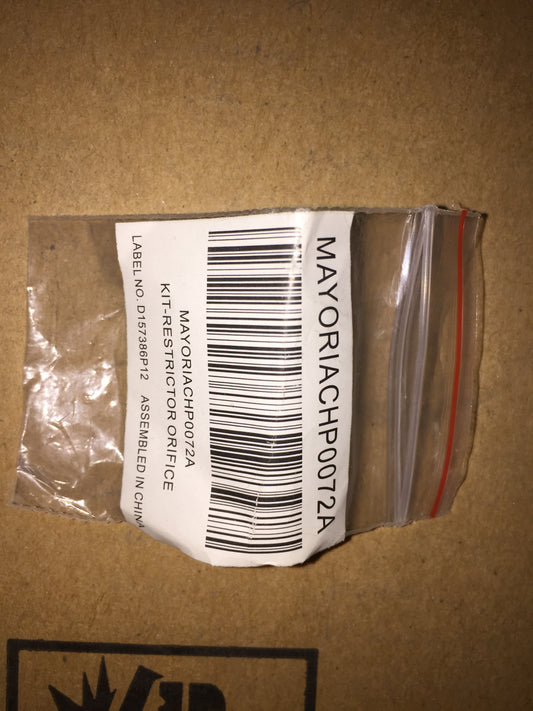 MAYORIACHP0072A
MAYORIACHP0072A
KIT-RESTRICTOR ORIFICE
LABEL NO. D157386P12 ASSEMBLED IN CHINA